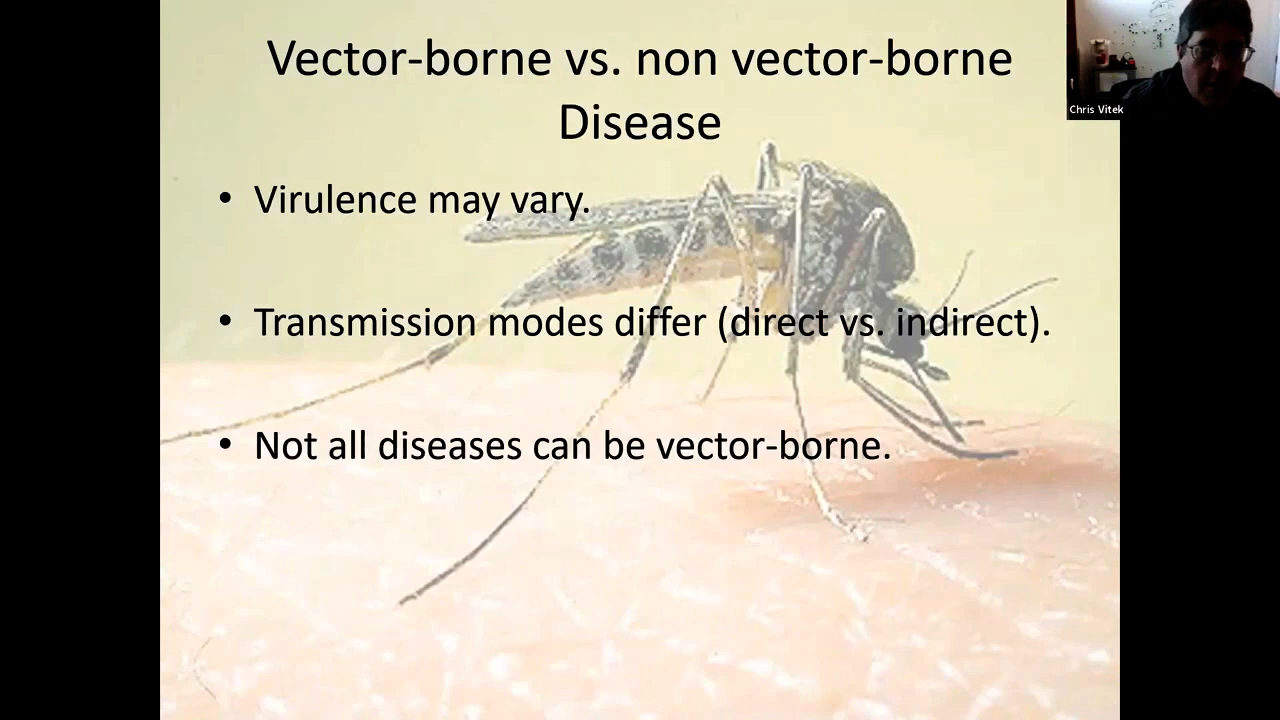 Vector-borne vs. non vector-borne
Disease
Chris Vitek
• Virulence may vary.
• Transmission modes differ (direct vs. indirect).
• Not all diseases can be vector-borne.